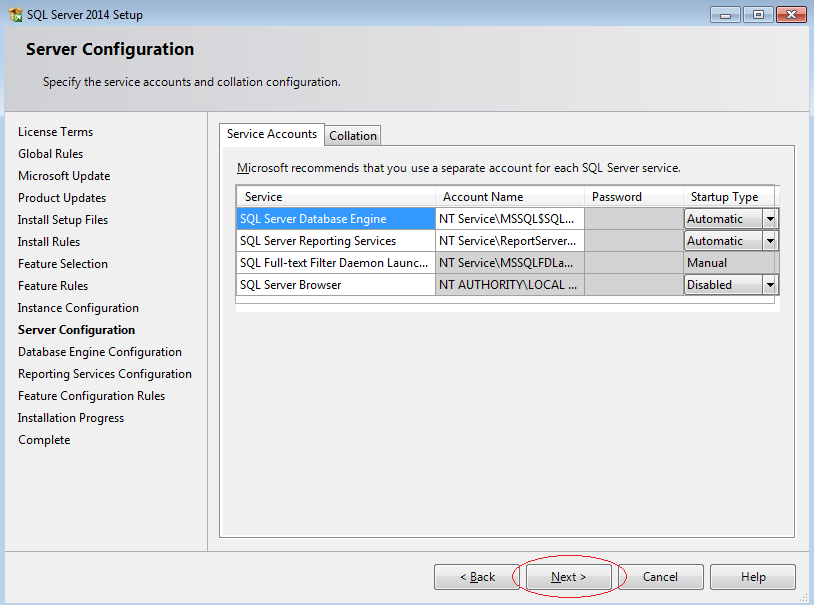 SQL Server 2014 Setup
Server Configuration
Specify the service accounts and collation configuration.
License Terms
Global Rules
Microsoft Update
Product Updates
Install Setup Files
Install Rules
Feature Selection
Feature Rules
Instance Configuration
Server Configuration
Database Engine Configuration
Reporting Services Configuration
Feature Configuration Rules
Installation Progress
Complete
Service Accounts Collation
Microsoft recommends that you use a separate account for each SQL Server service.
Service Account Name Password Startup Type
SQL Server Database Engine NT Service\MSSQL$SQL... Automatic
SQL Server Reporting Services NT Service\ReportServer... Automatic
SQL Full-text Filter Daemon Launc... NT Service\MSSQLFDLa... Manual
SQL Server Browser NT AUTHORITY\LOCAL ... Disabled
< Back Next > Cancel Help